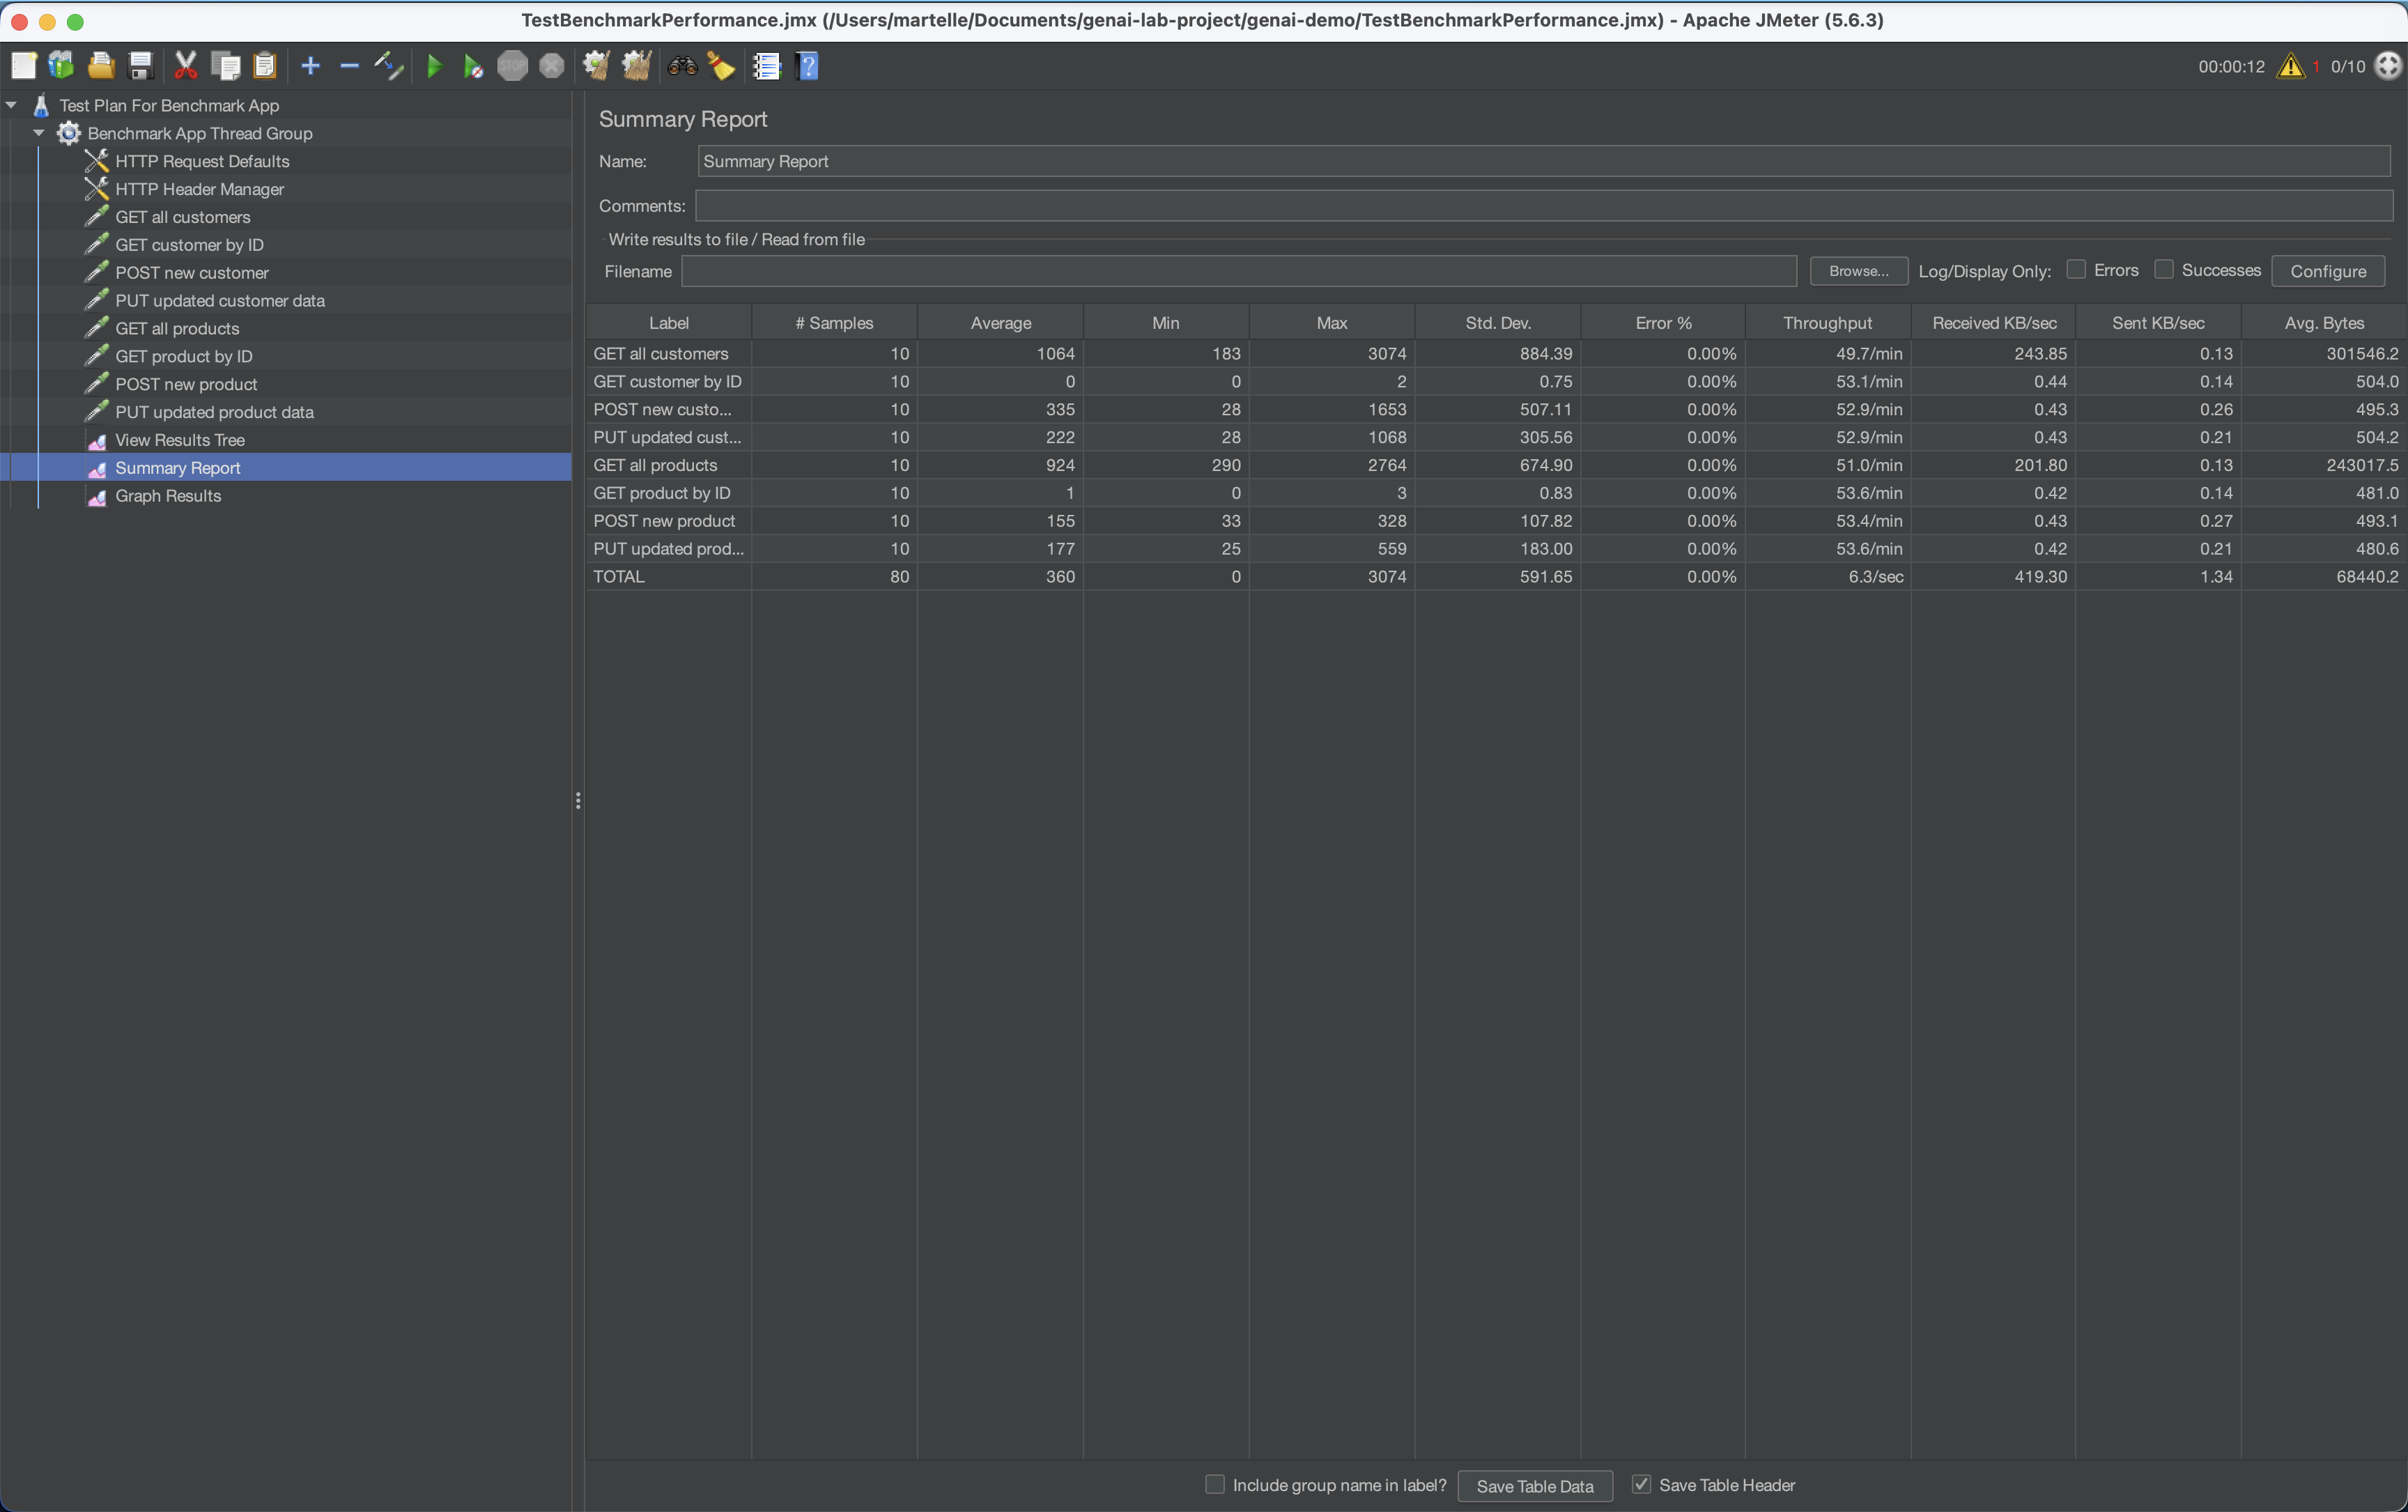 TestBenchmarkPerformance.jmx (/Users/martelle/Documents/genai-lab-project/genai-demo/TestBenchmarkPerformance.jmx) - Apache JMeter (5.6.3)
STOP ? 00:00:12 1 0/10
Test Plan For Benchmark App
Benchmark App Thread Group
HTTP Request Defaults
HTTP Header Manager
GET all customers
GET customer by ID
POST new customer
PUT updated customer data
GET all products
GET product by ID
POST new product
PUT updated product data
View Results Tree
Summary Report
Graph Results
Summary Report
Name: Summary Report
Comments:
Write results to file / Read from file
Filename Browse... Log/Display Only: Errors Successes Configure
Label # Samples Average Min Max Std. Dev. Error % Throughput Received KB/sec Sent KB/sec Avg. Bytes
GET all customers 10 1064 183 3074 884.39 0.00% 49.7/min 243.85 0.13 301546.2
GET customer by ID 10 0 0 2 0.75 0.00% 53.1/min 0.44 0.14 504.0
POST new custo... 10 335 28 1653 507.11 0.00% 52.9/min 0.43 0.26 495.3
PUT updated cust... 10 222 28 1068 305.56 0.00% 52.9/min 0.43 0.21 504.2
GET all products 10 924 290 2764 674.90 0.00% 51.0/min 201.80 0.13 243017.5
GET product by ID 10 1 0 3 0.83 0.00% 53.6/min 0.42 0.14 481.0
POST new product 10 155 33 328 107.82 0.00% 53.4/min 0.43 0.27 493.1
PUT updated prod... 10 177 25 559 183.00 0.00% 53.6/min 0.42 0.21 480.6
TOTAL 80 360 0 3074 591.65 0.00% 6.3/sec 419.30 1.34 68440.2
Include group name in label? Save Table Data Save Table Header